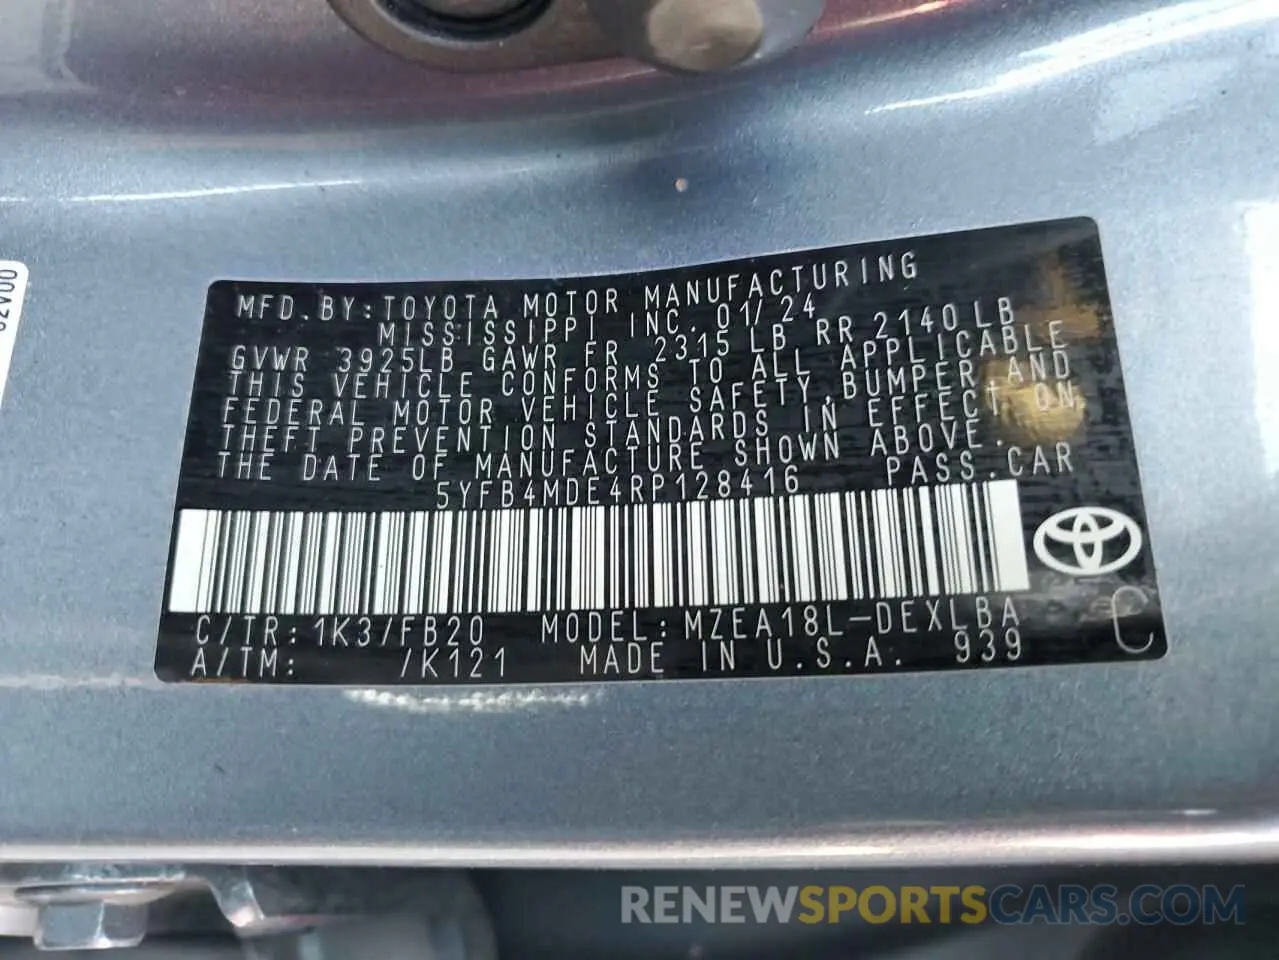 MFD.BY:TOYOTA MOTOR MANUFACTURING
MISSISSIPPI INC. 01/24
GVWR 3925LB GAWR FR 2315 LB RR 2140LB
THIS VEHICLE CONFORMS TO ALL APPLICABLE
FEDERAL MOTOR VEHICLE SAFETY,BUMPER,AND
THEFT PREVENTION STANDARDS IN EFFECT ON
THE DATE OF MANUFACTURE SHOWN ABOVE.
5YFB4MDE4RP128416 PASS.CAR
C/TR:1K3/FB20 MODEL:MZEA18L-DEXLBA
A/TM: /K121 MADE IN U.S.A. 939
C
RENEWSPORTSCARS.COM